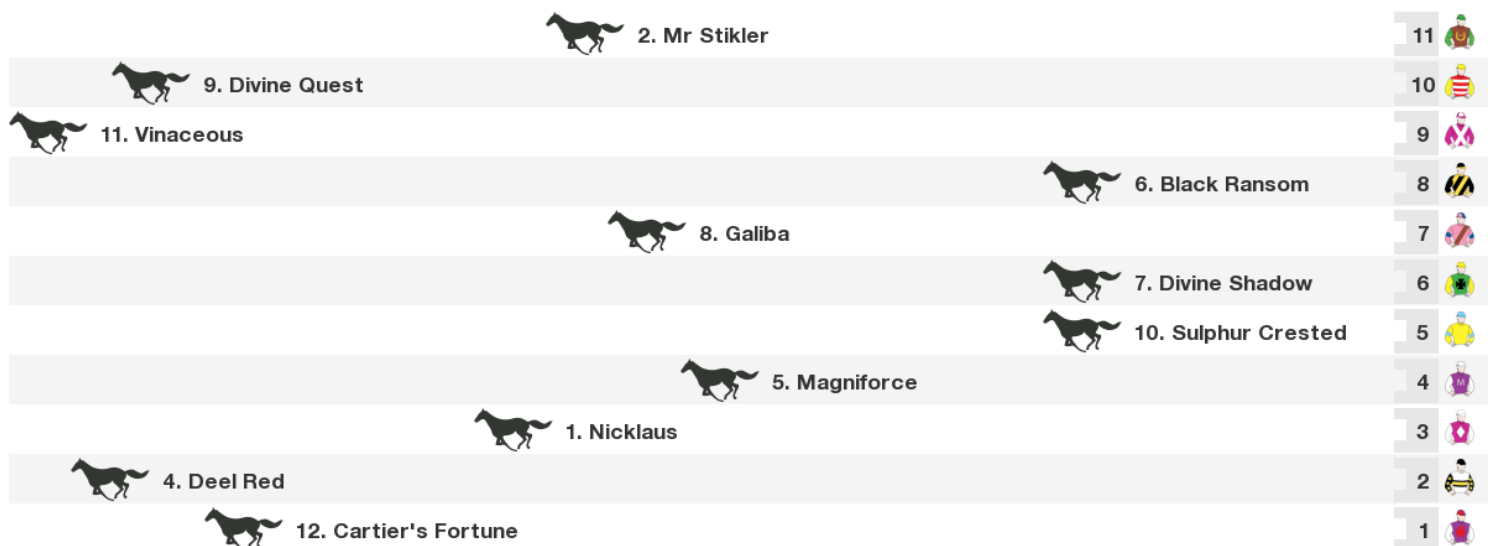 2. Mr Stikler 11
9. Divine Quest 10
11. Vinaceous 9
6. Black Ransom 8
8. Galiba 7
7. Divine Shadow 6
10. Sulphur Crested 5
5. Magniforce 4 M
1. Nicklaus 3
4. Deel Red 2
12. Cartier's Fortune 1